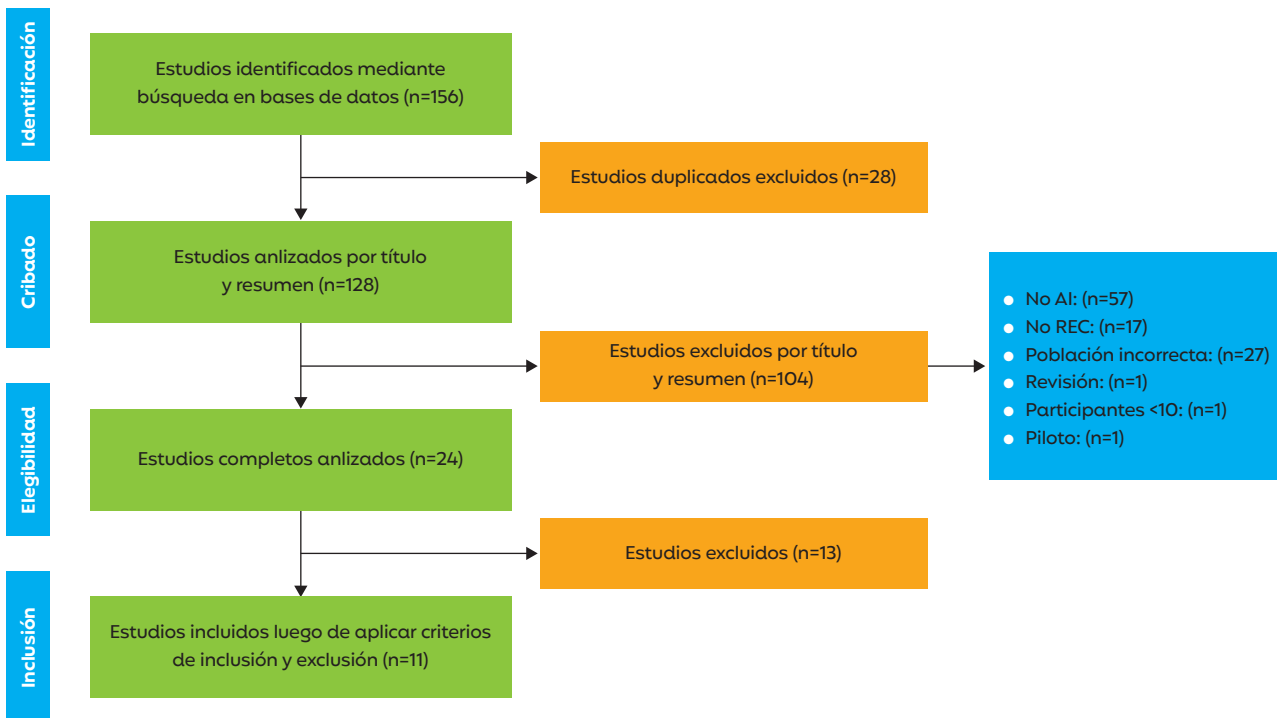 Identificación
Estudios identificados mediante
búsqueda en bases de datos (n=156)
Estudios duplicados excluidos (n=28)
Cribado
Estudios anlizados por título
y resumen (n=128)
Estudios excluidos por título
y resumen (n=104)
● No AI: (n=57)
● No REC: (n=17)
● Población incorrecta: (n=27)
● Revisión: (n=1)
● Participantes <10: (n=1)
● Piloto: (n=1)
Elegibilidad
Estudios completos anlizados (n=24)
Estudios excluidos (n=13)
Inclusión
Estudios incluidos luego de aplicar criterios
de inclusión y exclusión (n=11)